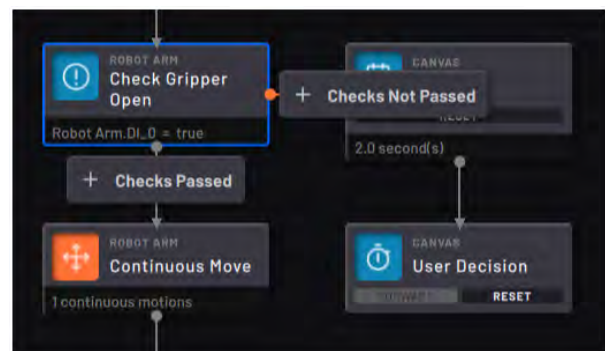 ROBOT ARM
Check Gripper
Open
Robot Arm.DI_0 = true
+ Checks Not Passed
CANVAS
RESET
2.0 second(s)
+ Checks Passed
ROBOT ARM
Continuous Move
1 continuous motions
CANVAS
User Decision
RESET